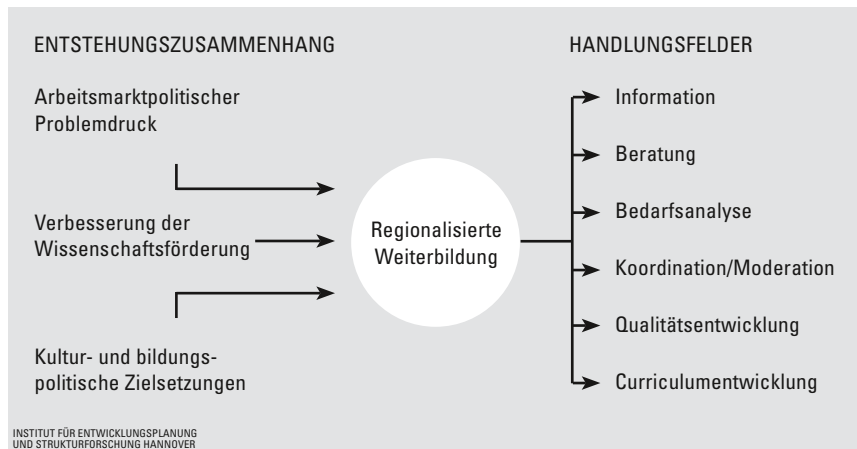 ENTSTEHUNGSZUSAMMENHANG
Arbeitsmarktpolitischer
Problemdruck
Verbesserung der
Wissenschaftsförderung
Kultur- und bildungs-
politische Zielsetzungen
Regionalisierte
Weiterbildung
HANDLUNGSFELDER
Information
Beratung
Bedarfsanalyse
Koordination/Moderation
Qualitätsentwicklung
Curriculumentwicklung
INSTITUT FÜR ENTWICKLUNGSPLANUNG
UND STRUKTURFORSCHUNG HANNOVER